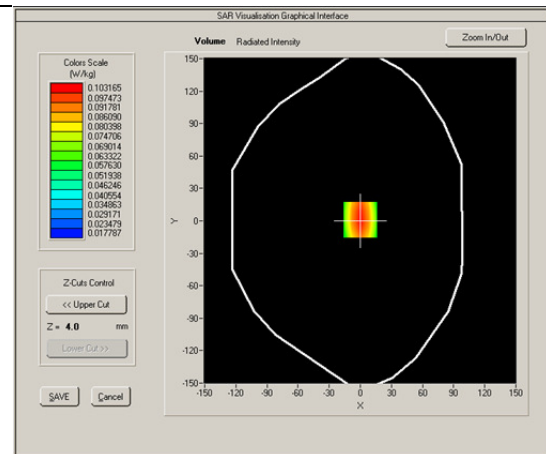 SAR Visualisation Graphical Interface
Volume Radiated Intensity
Zoom In/Out
Colors Scale
(W/kg)
0.103165
0.097473
0.091781
0.086090
0.080398
0.074706
0.069014
0.063322
0.057630
0.051938
0.046246
0.040554
0.034863
0.029171
0.023479
0.017787
Z-Cuts Control
<< Upper Cut
Z = 4.0 mm
Lower Cut >>
SAVE Cancel
150
120
90
60
30
0
-30
-60
-90
-120
-150
Y
-150 -120 -90 -60 -30 0 30 60 90 120 150
X